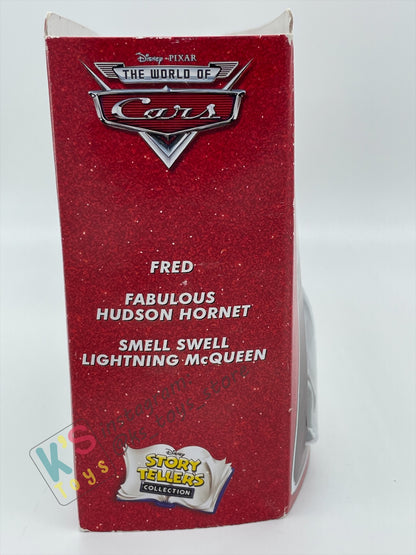 Disney · PIXAR
THE WORLD OF
Cars
FRED
FABULOUS
HUDSON HORNET
SMELL SWELL
LIGHTNING McQUEEN
K's
toys
DISNEY
STORY
TELLERS
COLLECTION